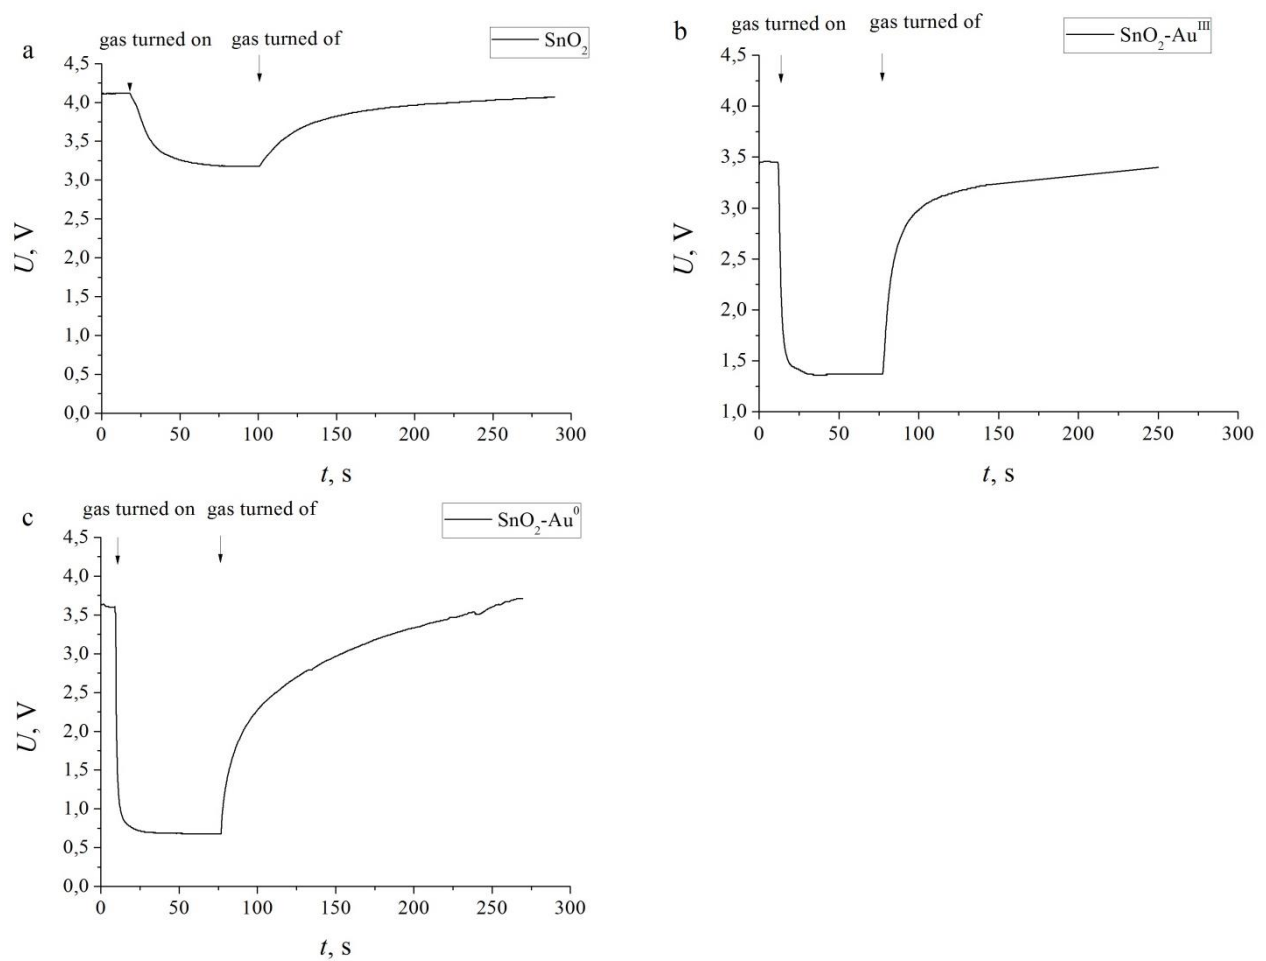 a
gas turned on gas turned of
SnO₂
4,5
4,0
3,5
3,0
2,5
2,0
1,5
1,0
0,5
0,0
U, V
0 50 100 150 200 250 300
t, s
b
gas turned on gas turned of
SnO₂-Auᴵᴵᴵ
4,5
4,0
3,5
3,0
2,5
2,0
1,5
1,0
U, V
0 50 100 150 200 250 300
t, s
c
gas turned on gas turned of
SnO₂-Au⁰
4,5
4,0
3,5
3,0
2,5
2,0
1,5
1,0
0,5
0,0
U, V
0 50 100 150 200 250 300
t, s